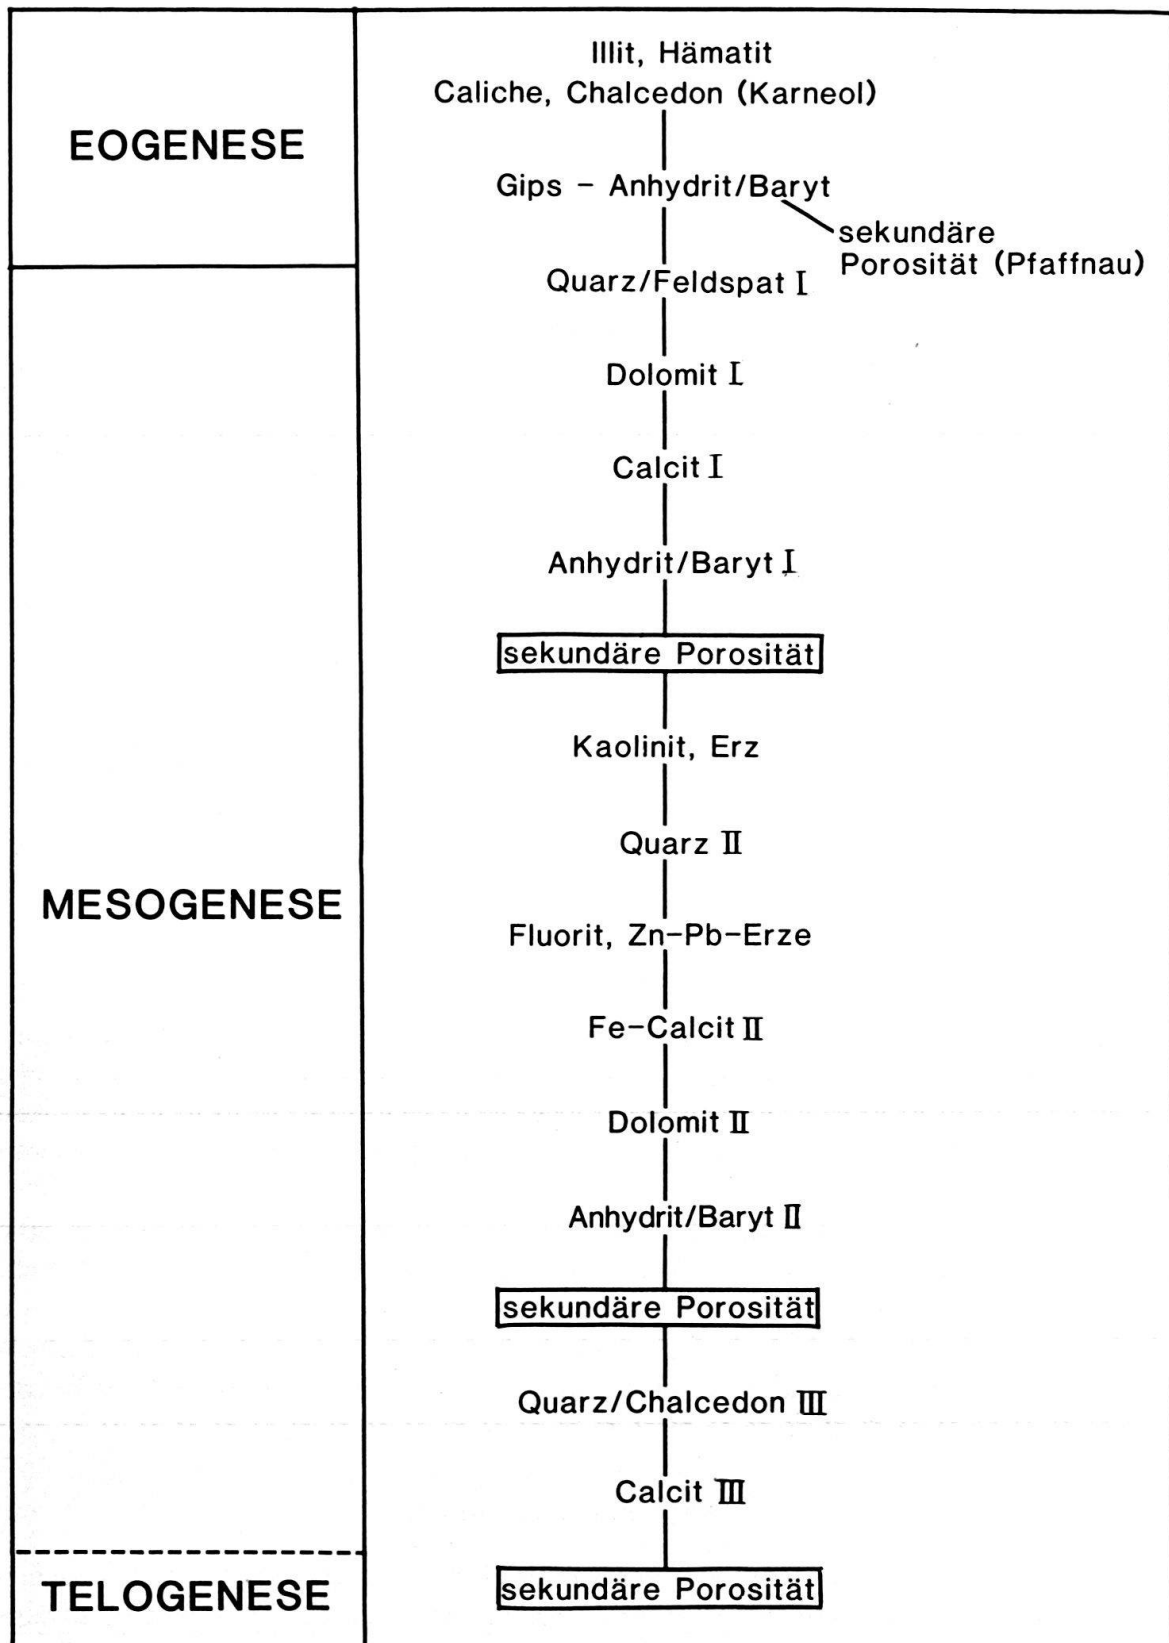 Illit, Hämatit
Caliche, Chalcedon (Karneol)
EOGENESE
Gips - Anhydrit/Baryt
sekundäre
Porosität (Pfaffnau)
Quarz/Feldspat I
Dolomit I
Calcit I
Anhydrit/Baryt I
sekundäre Porosität
Kaolinit, Erz
Quarz II
MESOGENESE
Fluorit, Zn-Pb-Erze
Fe-Calcit II
Dolomit II
Anhydrit/Baryt II
sekundäre Porosität
Quarz/Chalcedon III
Calcit III
TELOGENESE
sekundäre Porosität